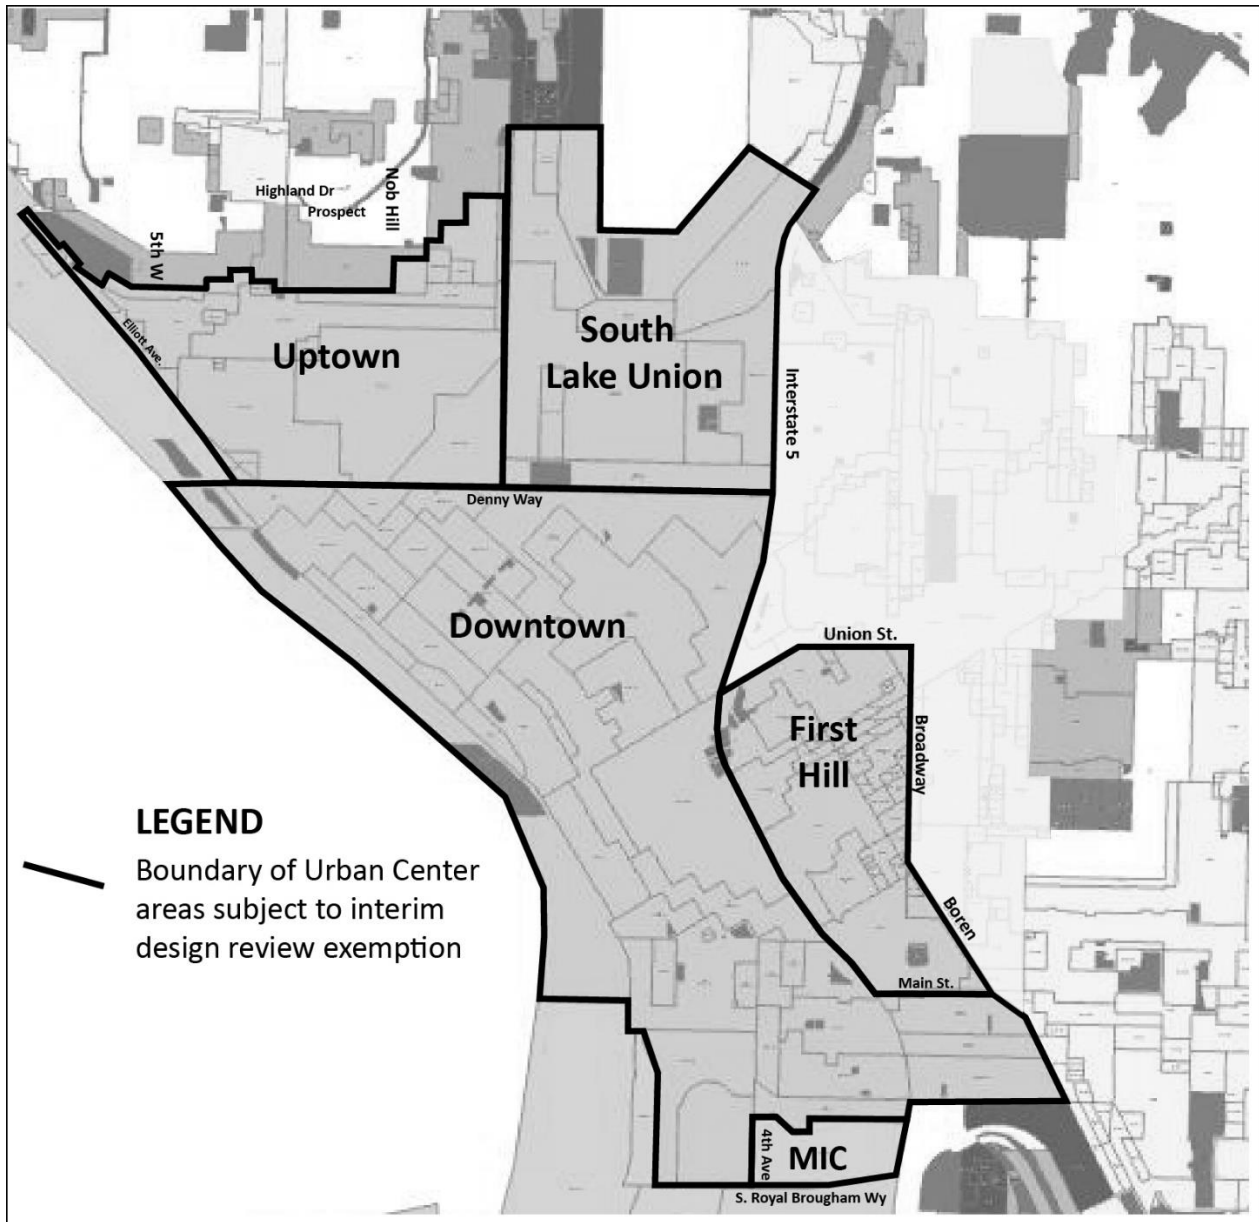 Highland Dr
Prospect
Nob Hill
5th W
Elliott Ave.
Uptown
South
Lake Union
Interstate 5
Denny Way
Downtown
Union St.
First
Hill
Broadway
Boren
Main St.
LEGEND
Boundary of Urban Center
areas subject to interim
design review exemption
4th Ave
MIC
S. Royal Brougham Wy